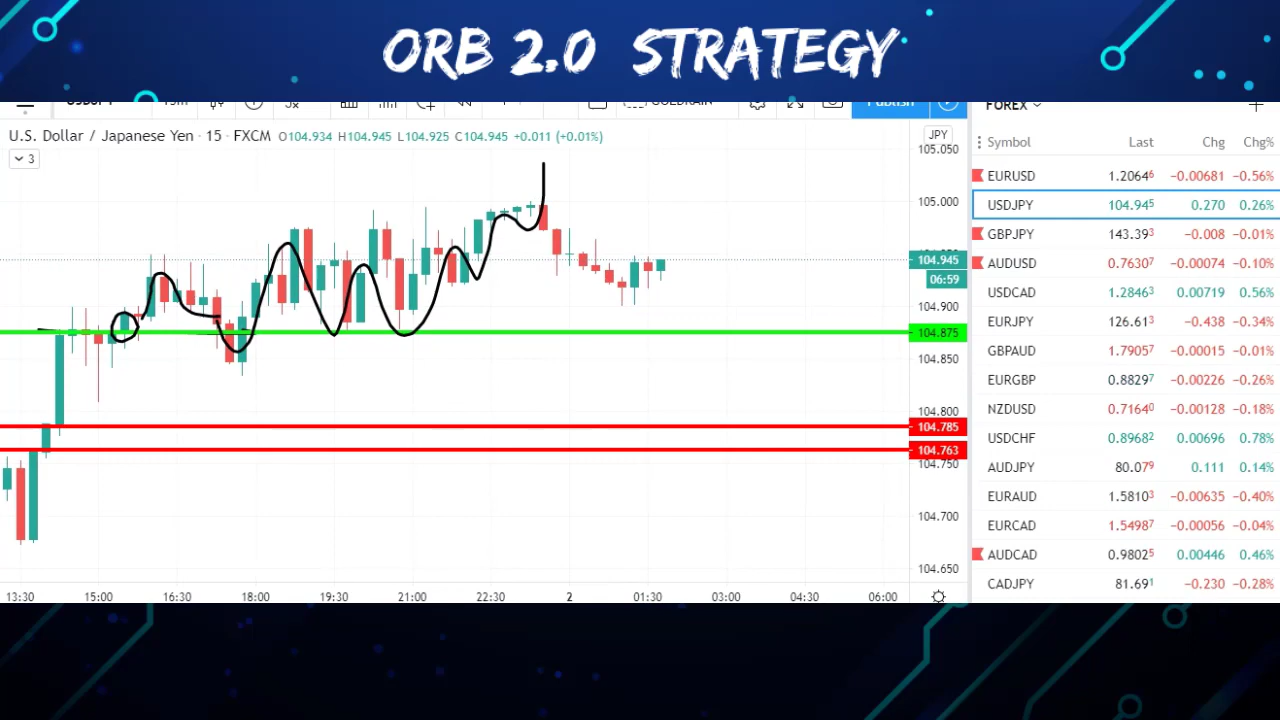 ORB 2.0 STRATEGY
Publish
FOREX
U.S. Dollar / Japanese Yen · 15 · FXCM O104.934 H104.945 L104.925 C104.945 +0.011 (+0.01%)
3
JPY
105.050
105.000
104.945
06:59
104.900
104.875
104.850
104.800
104.785
104.763
104.750
104.700
104.650
13:30 15:00 16:30 18:00 19:30 21:00 22:30 2 01:30 03:00 04:30 06:00
Symbol Last Chg Chg%
EURUSD 1.20646 −0.00681 −0.56%
USDJPY 104.945 0.270 0.26%
GBPJPY 143.393 −0.008 −0.01%
AUDUSD 0.76307 −0.00074 −0.10%
USDCAD 1.28463 0.00719 0.56%
EURJPY 126.613 −0.438 −0.34%
GBPAUD 1.79057 −0.00015 −0.01%
EURGBP 0.88297 −0.00226 −0.26%
NZDUSD 0.71640 −0.00128 −0.18%
USDCHF 0.89682 0.00696 0.78%
AUDJPY 80.079 0.111 0.14%
EURAUD 1.58103 −0.00635 −0.40%
EURCAD 1.54987 −0.00056 −0.04%
AUDCAD 0.98025 0.00446 0.46%
CADJPY 81.691 −0.230 −0.28%